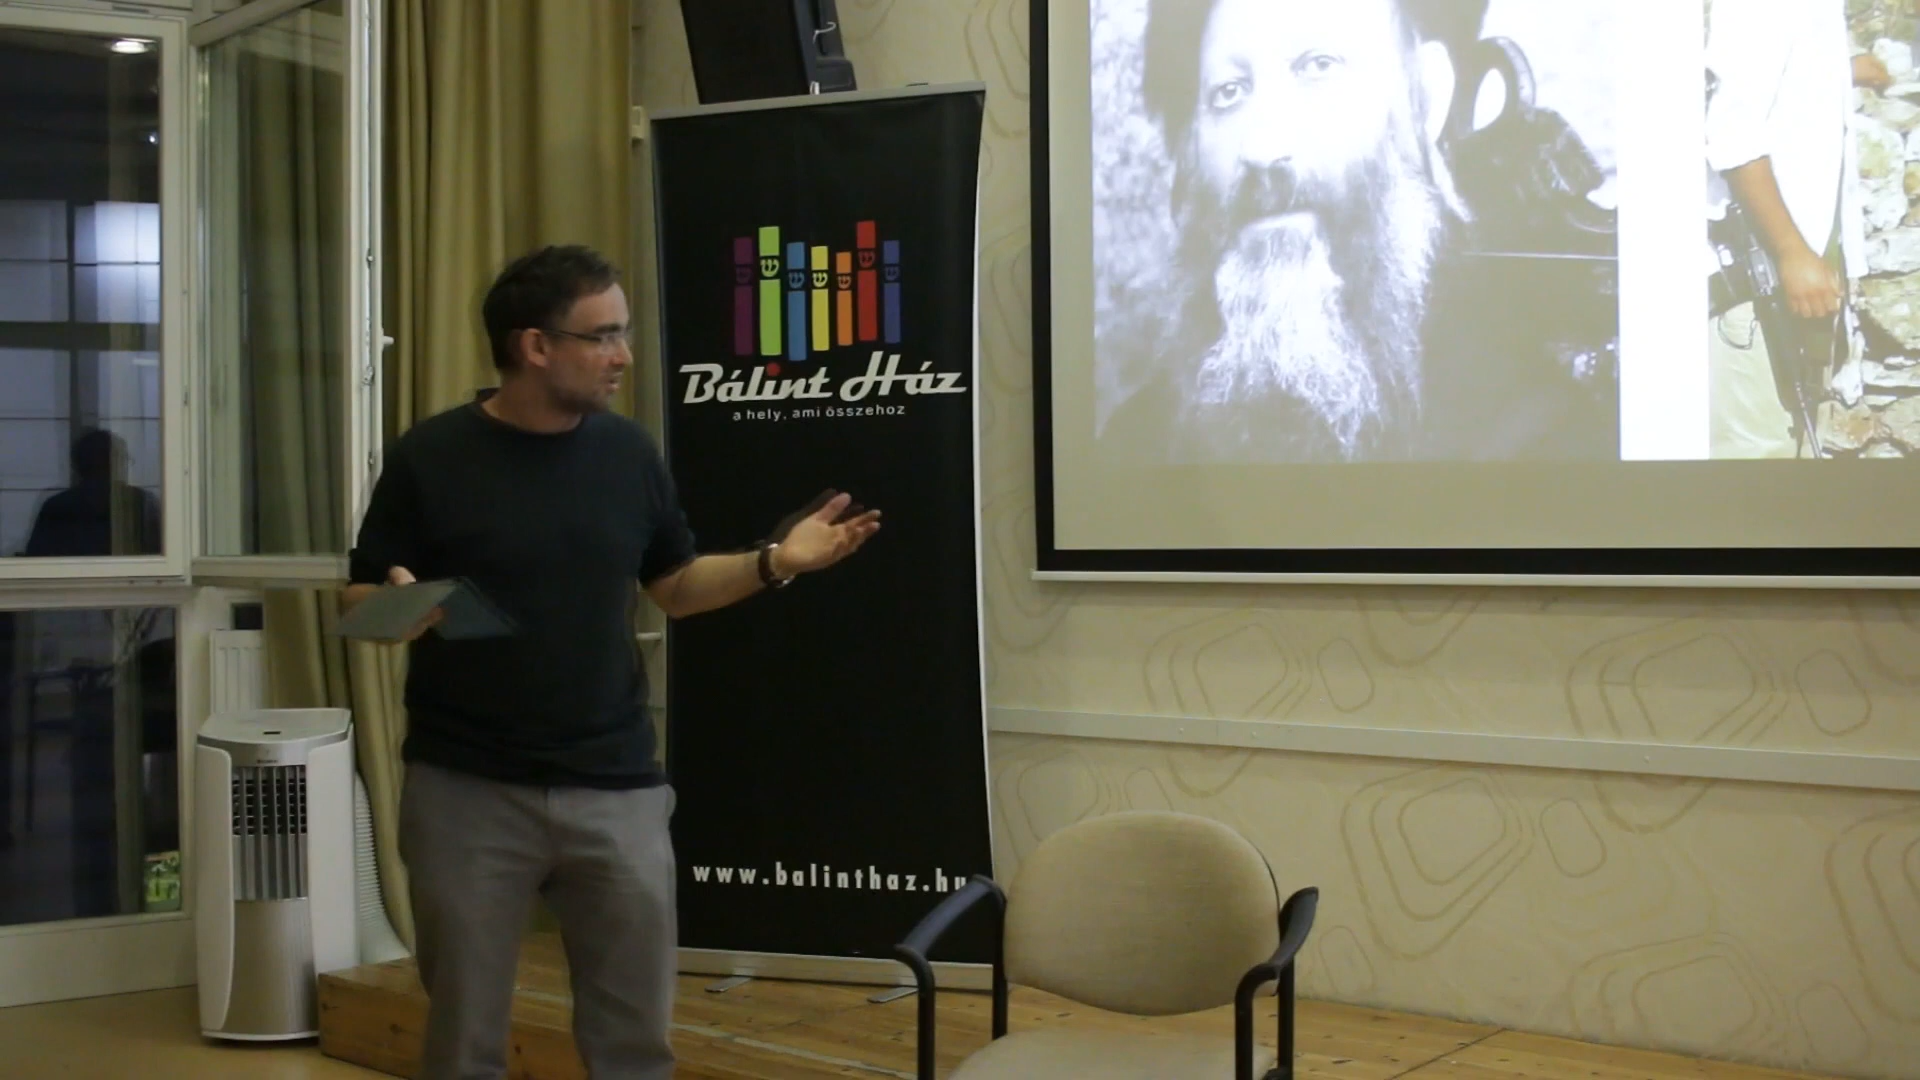 ש ש ש ש ש ש ש
Bálint Ház
a hely, ami összehoz
www.balinthaz.hu